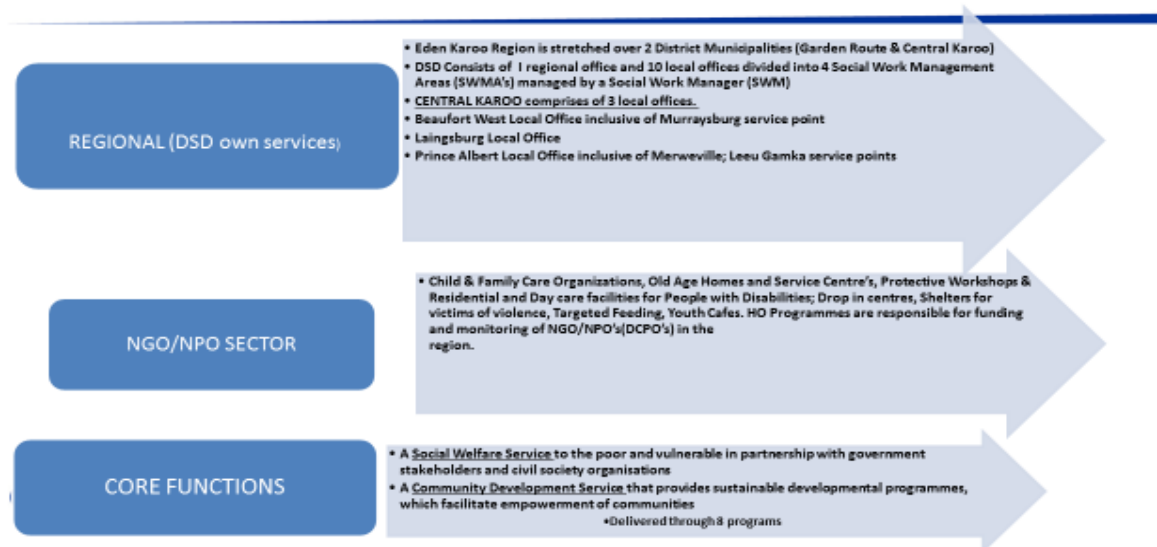 REGIONAL (DSD own services)
• Eden Karoo Region is stretched over 2 District Municipalities (Garden Route & Central Karoo)
• DSD Consists of 1 regional office and 10 local offices divided into 4 Social Work Management
Areas (SWMA's) managed by a Social Work Manager (SWM)
• CENTRAL KAROO comprises of 3 local offices.
• Beaufort West Local Office inclusive of Murraysburg service point
• Laingsburg Local Office
• Prince Albert Local Office inclusive of Merweville; Leeu Gamka service points
NGO/NPO SECTOR
• Child & Family Care Organizations, Old Age Homes and Service Centre's, Protective Workshops &
Residential and Day care facilities for People with Disabilities; Drop in centres, Shelters for
victims of violence, Targeted Feeding, Youth Cafes. HO Programmes are responsible for funding
and monitoring of NGO/NPO's(DCPO's) in the
region.
CORE FUNCTIONS
• A Social Welfare Service to the poor and vulnerable in partnership with government
stakeholders and civil society organisations
• A Community Development Service that provides sustainable developmental programmes,
which facilitate empowerment of communities
•Delivered through 8 programs